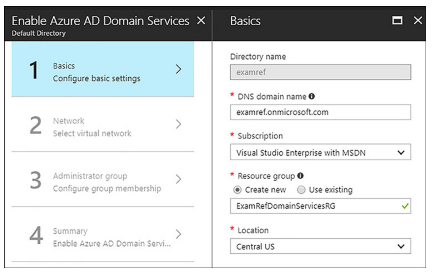 Enable Azure AD Domain Services
Default Directory
1
Basics
Configure basic settings
2
Network
Select virtual network
3
Administrator group
Configure group membership
4
Summary
Enable Azure AD Domain Servi...
Basics
Directory name
examref
* DNS domain name
examref.onmicrosoft.com
* Subscription
Visual Studio Enterprise with MSDN
* Resource group
Create new Use existing
ExamRefDomainServicesRG
* Location
Central US